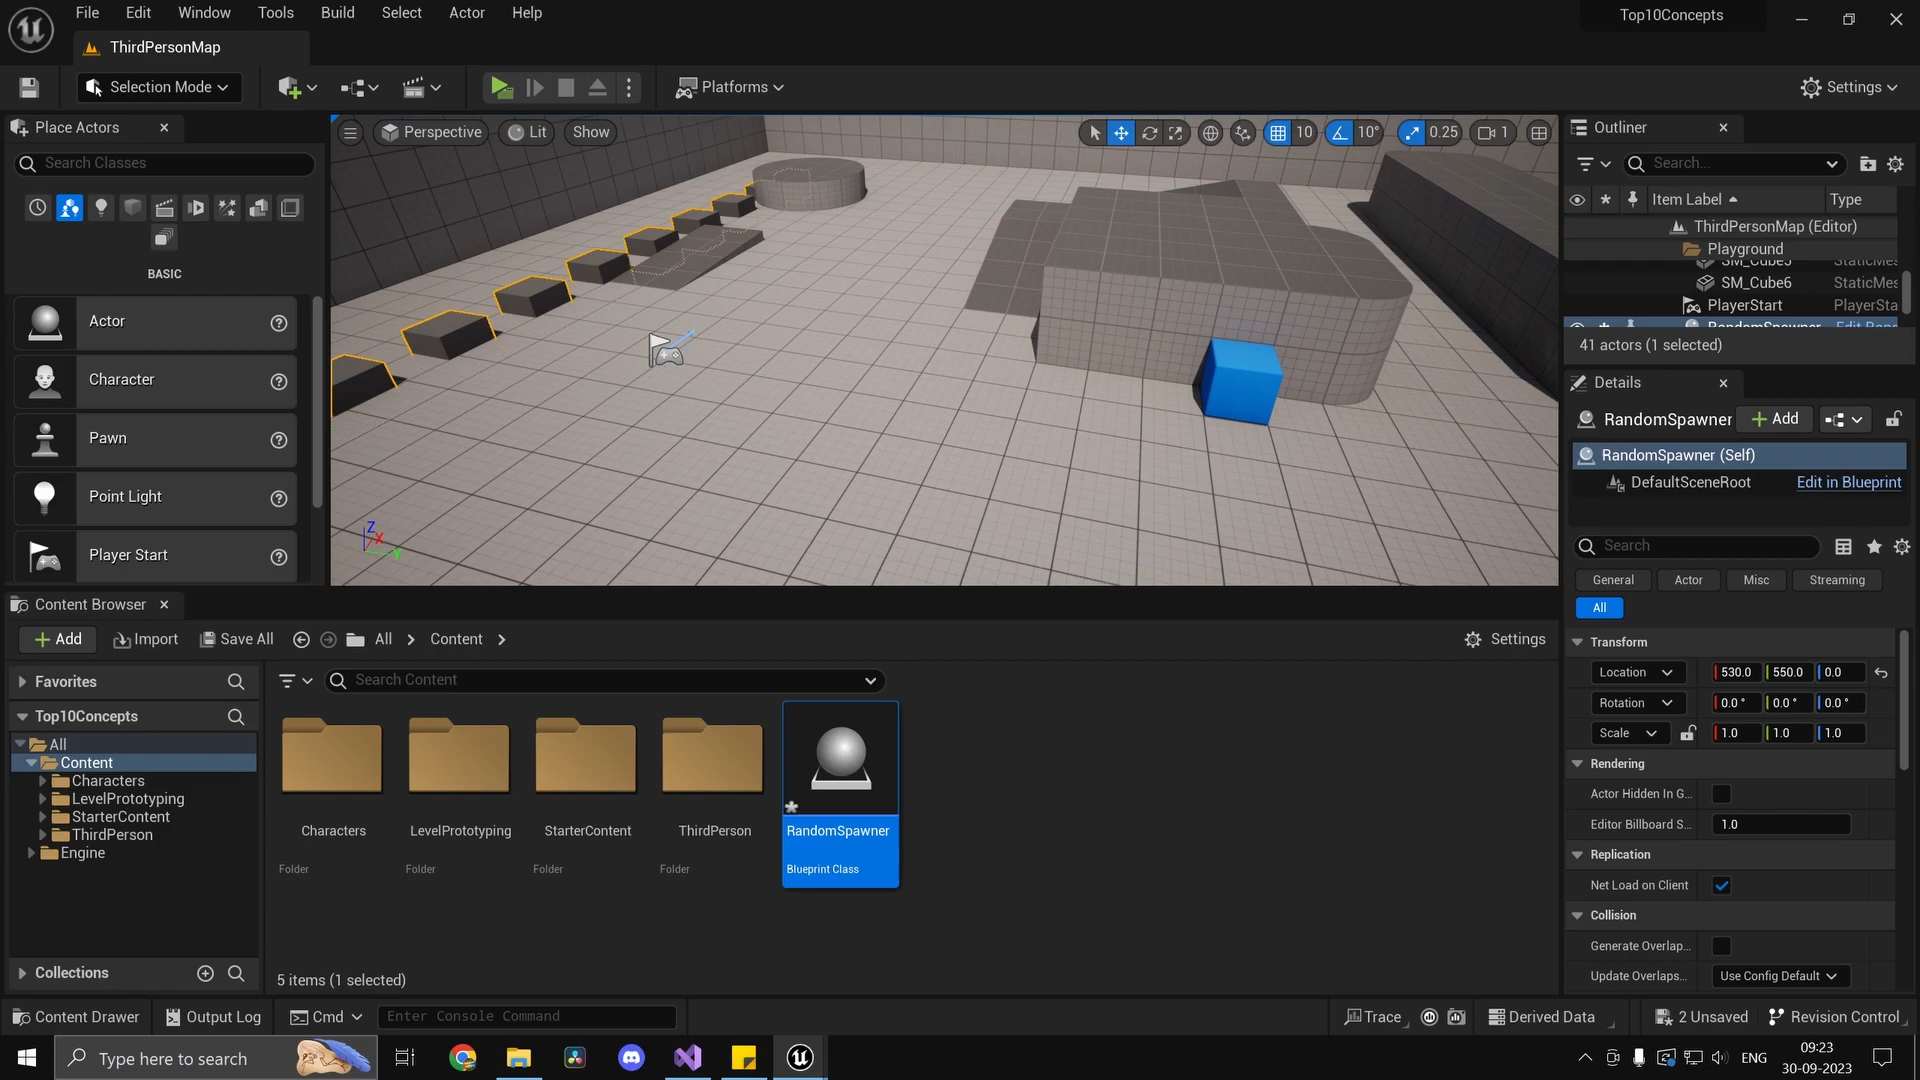 File Edit Window Tools Build Select Actor Help
Top10Concepts
ThirdPersonMap
Selection Mode
Platforms
Settings
Place Actors
Search Classes
BASIC
Actor
Character
Pawn
Point Light
Player Start
Perspective
Lit
Show
10
10°
0.25
1
Z
X
Y
Outliner
Search...
Item Label
Type
ThirdPersonMap (Editor)
Playground
SM_Cube5 StaticMes
SM_Cube6 StaticMes
PlayerStart PlayerSta
RandomSpawner Edit Rand
41 actors (1 selected)
Details
RandomSpawner
Add
RandomSpawner (Self)
DefaultSceneRoot
Edit in Blueprint
Search
General Actor Misc Streaming
All
Transform
Location 530.0 550.0 0.0
Rotation 0.0° 0.0° 0.0°
Scale 1.0 1.0 1.0
Rendering
Actor Hidden In G...
Editor Billboard S... 1.0
Replication
Net Load on Client
Collision
Generate Overlap...
Update Overlaps... Use Config Default
Content Browser
Add
Import
Save All
All
Content
Settings
Favorites
Top10Concepts
All
Content
Characters
LevelPrototyping
StarterContent
ThirdPerson
Engine
Collections
Search Content
Characters
Folder
LevelPrototyping
Folder
StarterContent
Folder
ThirdPerson
Folder
RandomSpawner
Blueprint Class
5 items (1 selected)
Content Drawer
Output Log
Cmd
Enter Console Command
Trace
Derived Data
2 Unsaved
Revision Control
Type here to search
ENG
09:23
30-09-2023